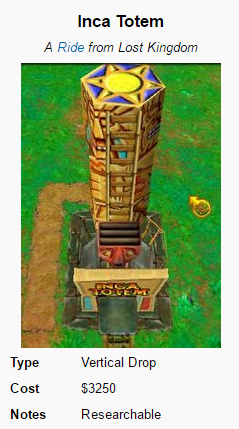 Inca Totem
A Ride from Lost Kingdom
INCA
TOTEM
Type Vertical Drop
Cost $3250
Notes Researchable